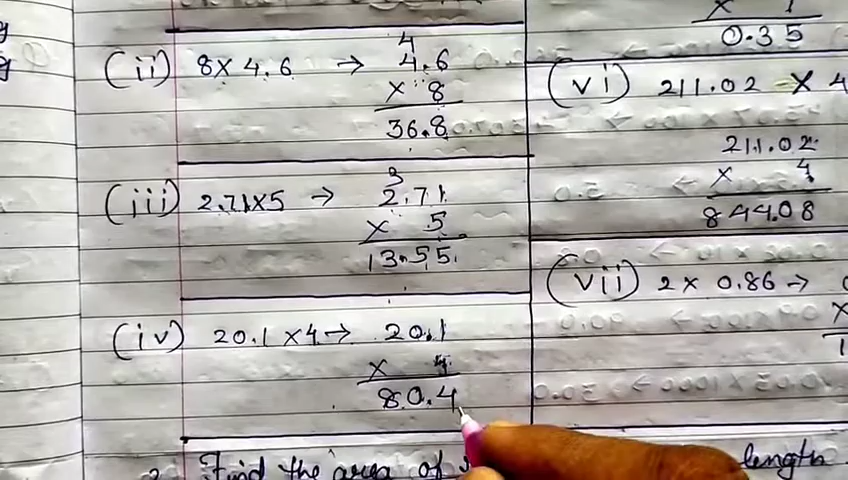 (ii) 8 x 4.6 → 4
4.6
x 8
36.8
(iii) 2.71 x 5 → 3
2.71
x 5
13.55
(iv) 20.1 x 4 → 20.1
x 4
80.4
2. Find the area of
length
0.35
(vi) 211.02 x 4
211.02
x 4
844.08
(vii) 2 x 0.86 →
x
1